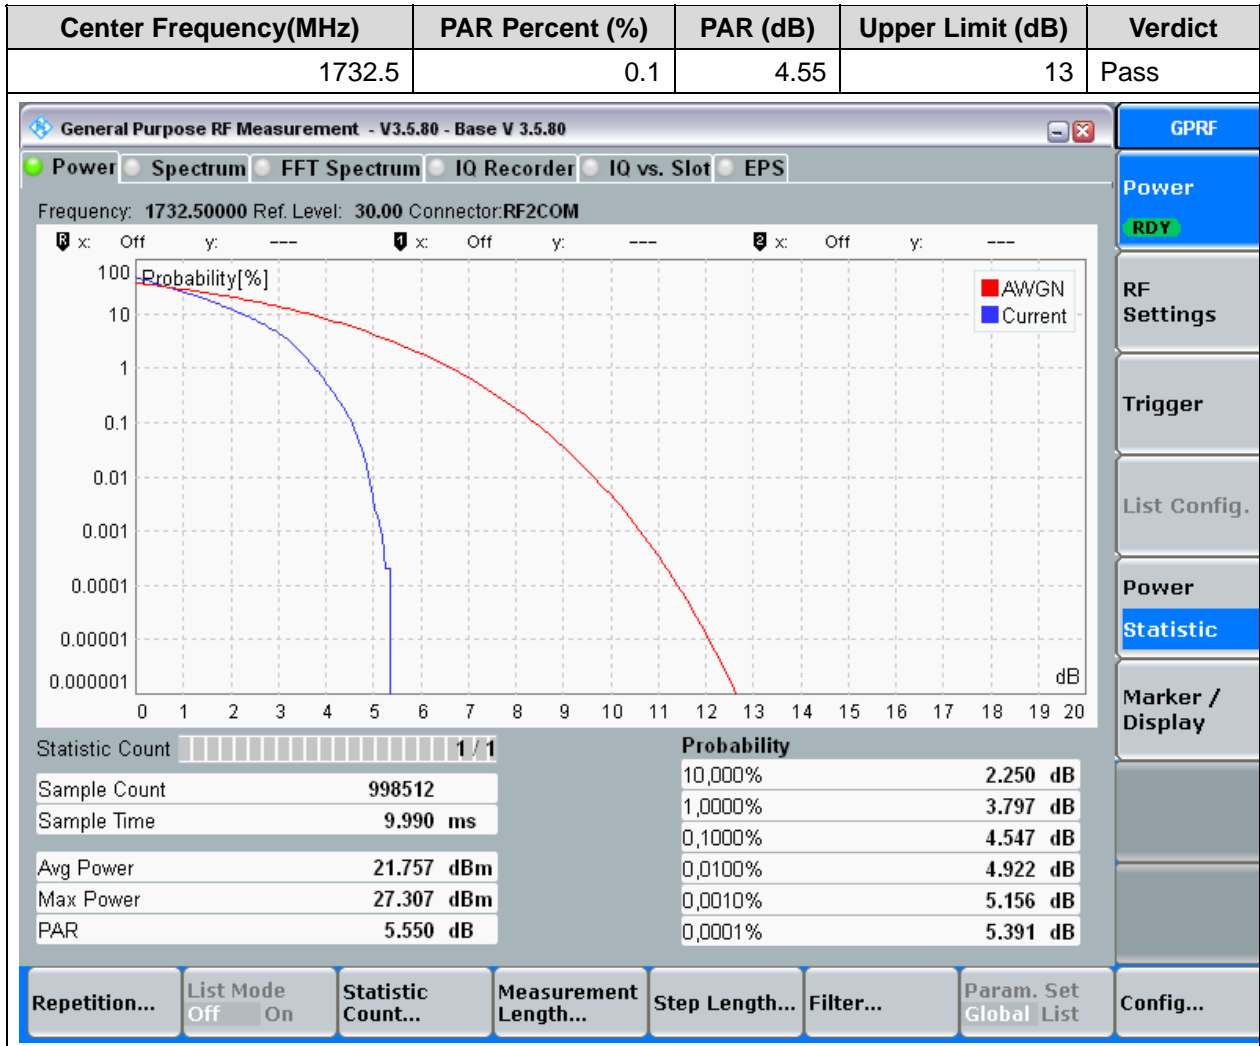 Center Frequency(MHz) PAR Percent (%) PAR (dB) Upper Limit (dB) Verdict
1732.5 0.1 4.55 13 Pass
General Purpose RF Measurement - V3.5.80 - Base V 3.5.80
GPRF
Power Spectrum FFT Spectrum IQ Recorder IQ vs. Slot EPS
Frequency: 1732.50000 Ref. Level: 30.00 Connector:RF2COM
R x: Off y: --- 1 x: Off y: --- 2 x: Off y: ---
Probability[%]
AWGN
Current
100
10
1
0.1
0.01
0.001
0.0001
0.00001
0.000001
dB
0 1 2 3 4 5 6 7 8 9 10 11 12 13 14 15 16 17 18 19 20
Statistic Count 1 / 1
Sample Count 998512
Sample Time 9.990 ms
Avg Power 21.757 dBm
Max Power 27.307 dBm
PAR 5.550 dB
Probability
10,000% 2.250 dB
1,0000% 3.797 dB
0,1000% 4.547 dB
0,0100% 4.922 dB
0,0010% 5.156 dB
0,0001% 5.391 dB
Power
RDY
RF
Settings
Trigger
List Config.
Power
Statistic
Marker /
Display
Repetition...
List Mode
Off On
Statistic
Count...
Measurement
Length...
Step Length...
Filter...
Param. Set
Global List
Config...